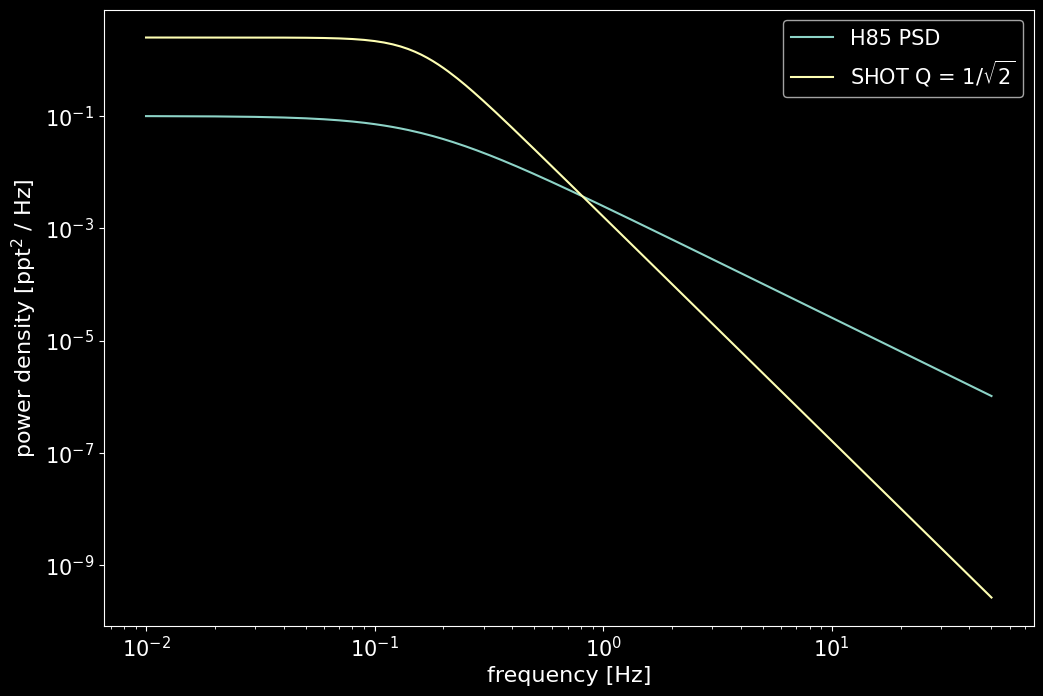 H85 PSD
SHOT Q = 1/√2
10⁻¹
10⁻³
10⁻⁵
10⁻⁷
10⁻⁹
power density [ppt² / Hz]
10⁻² 10⁻¹ 10⁰ 10¹
frequency [Hz]